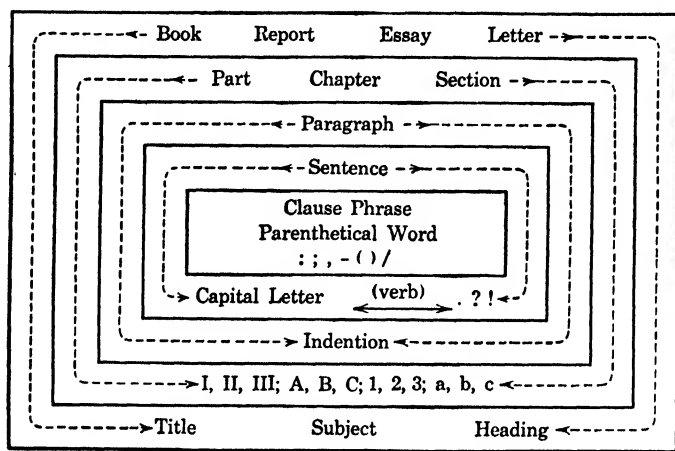 Book Report Essay Letter
Part Chapter Section
Paragraph
Sentence
Clause Phrase
Parenthetical Word
: ; , - ( ) /
(verb)
Capital Letter . ? !
Indention
I, II, III; A, B, C; 1, 2, 3; a, b, c
Title Subject Heading